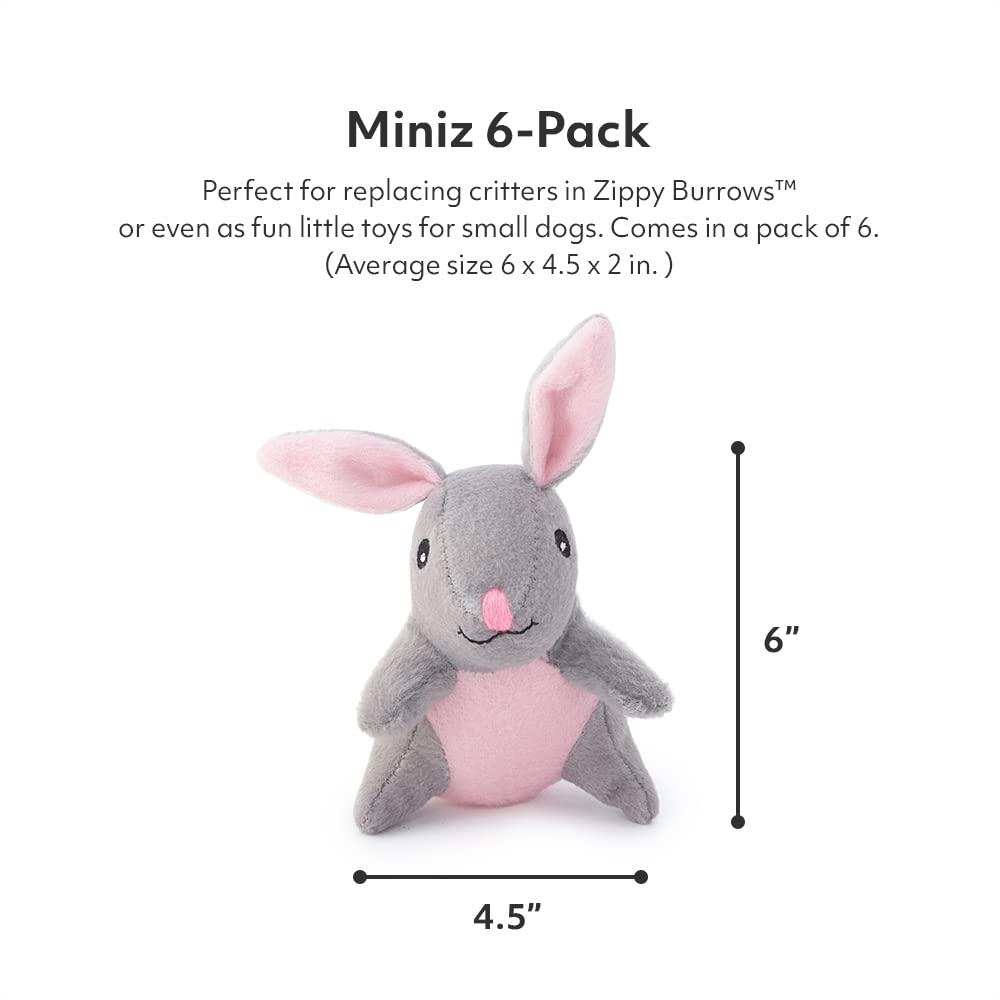 Miniz 6-Pack
Perfect for replacing critters in Zippy Burrows™
or even as fun little toys for small dogs. Comes in a pack of 6.
(Average size 6 x 4.5 x 2 in. )
6”
4.5”